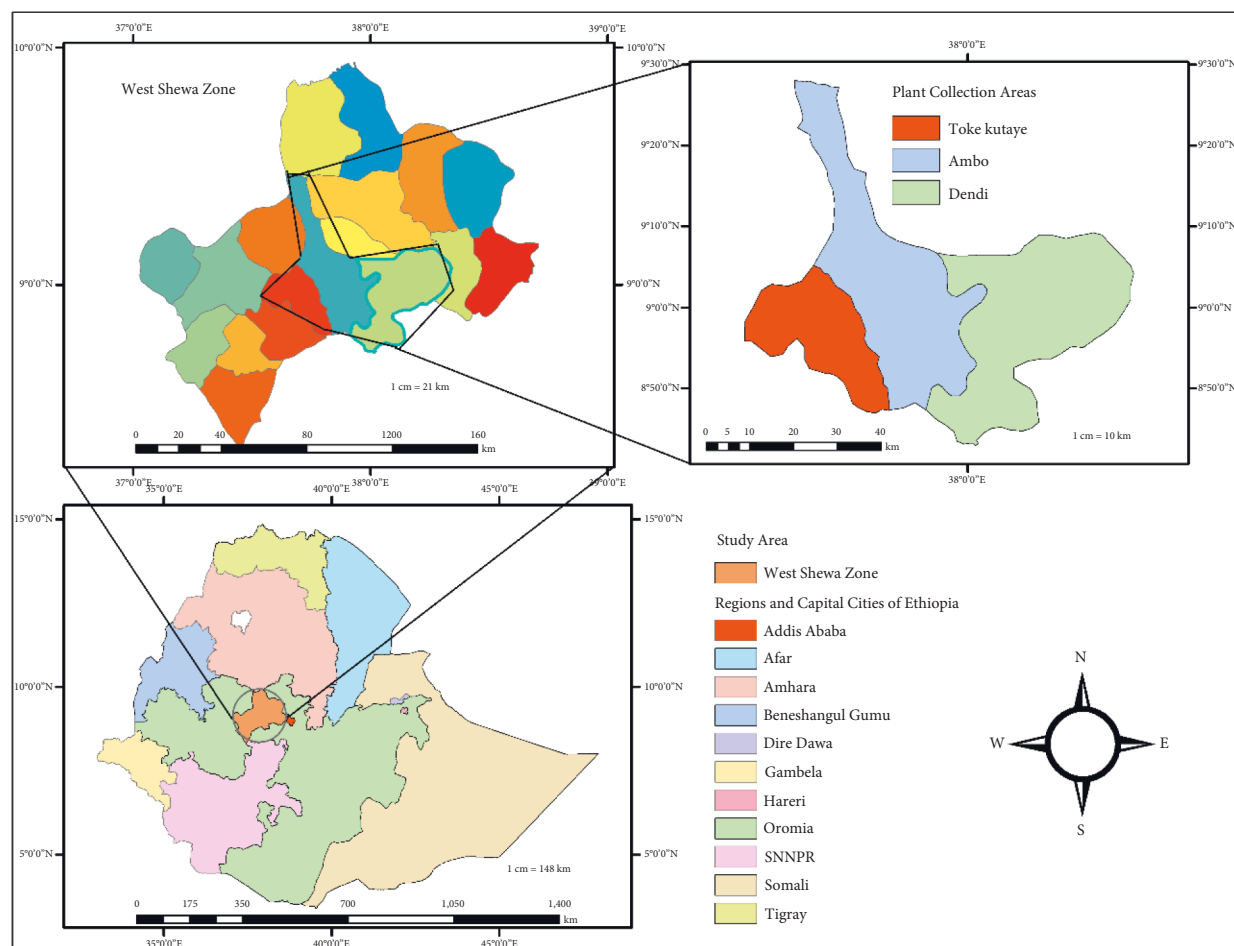 37°0'0"E 38°0'0"E 39°0'0"E
10°0'0"N 10°0'0"N
West Shewa Zone
9°0'0"N 9°0'0"N
1 cm = 21 km
0 20 40 80 1200 160
km
37°0'0"E 38°0'0"E 39°0'0"E
38°0'0"E
9°30'0"N 9°30'0"N
Plant Collection Areas
Toke kutaye
Ambo
Dendi
9°20'0"N 9°20'0"N
9°10'0"N 9°10'0"N
9°0'0"N 9°0'0"N
8°50'0"N 8°50'0"N
0 5 10 20 30 40
km
1 cm = 10 km
38°0'0"E
35°0'0"E 40°0'0"E 45°0'0"E
15°0'0"N 15°0'0"N
10°0'0"N 10°0'0"N
5°0'0"N 5°0'0"N
1 cm = 148 km
0 175 350 700 1,050 1,400
km
35°0'0"E 40°0'0"E 45°0'0"E
Study Area
West Shewa Zone
Regions and Capital Cities of Ethiopia
Addis Ababa
Afar
Amhara
Beneshangul Gumu
Dire Dawa
Gambela
Hareri
Oromia
SNNPR
Somali
Tigray
N
W E
S